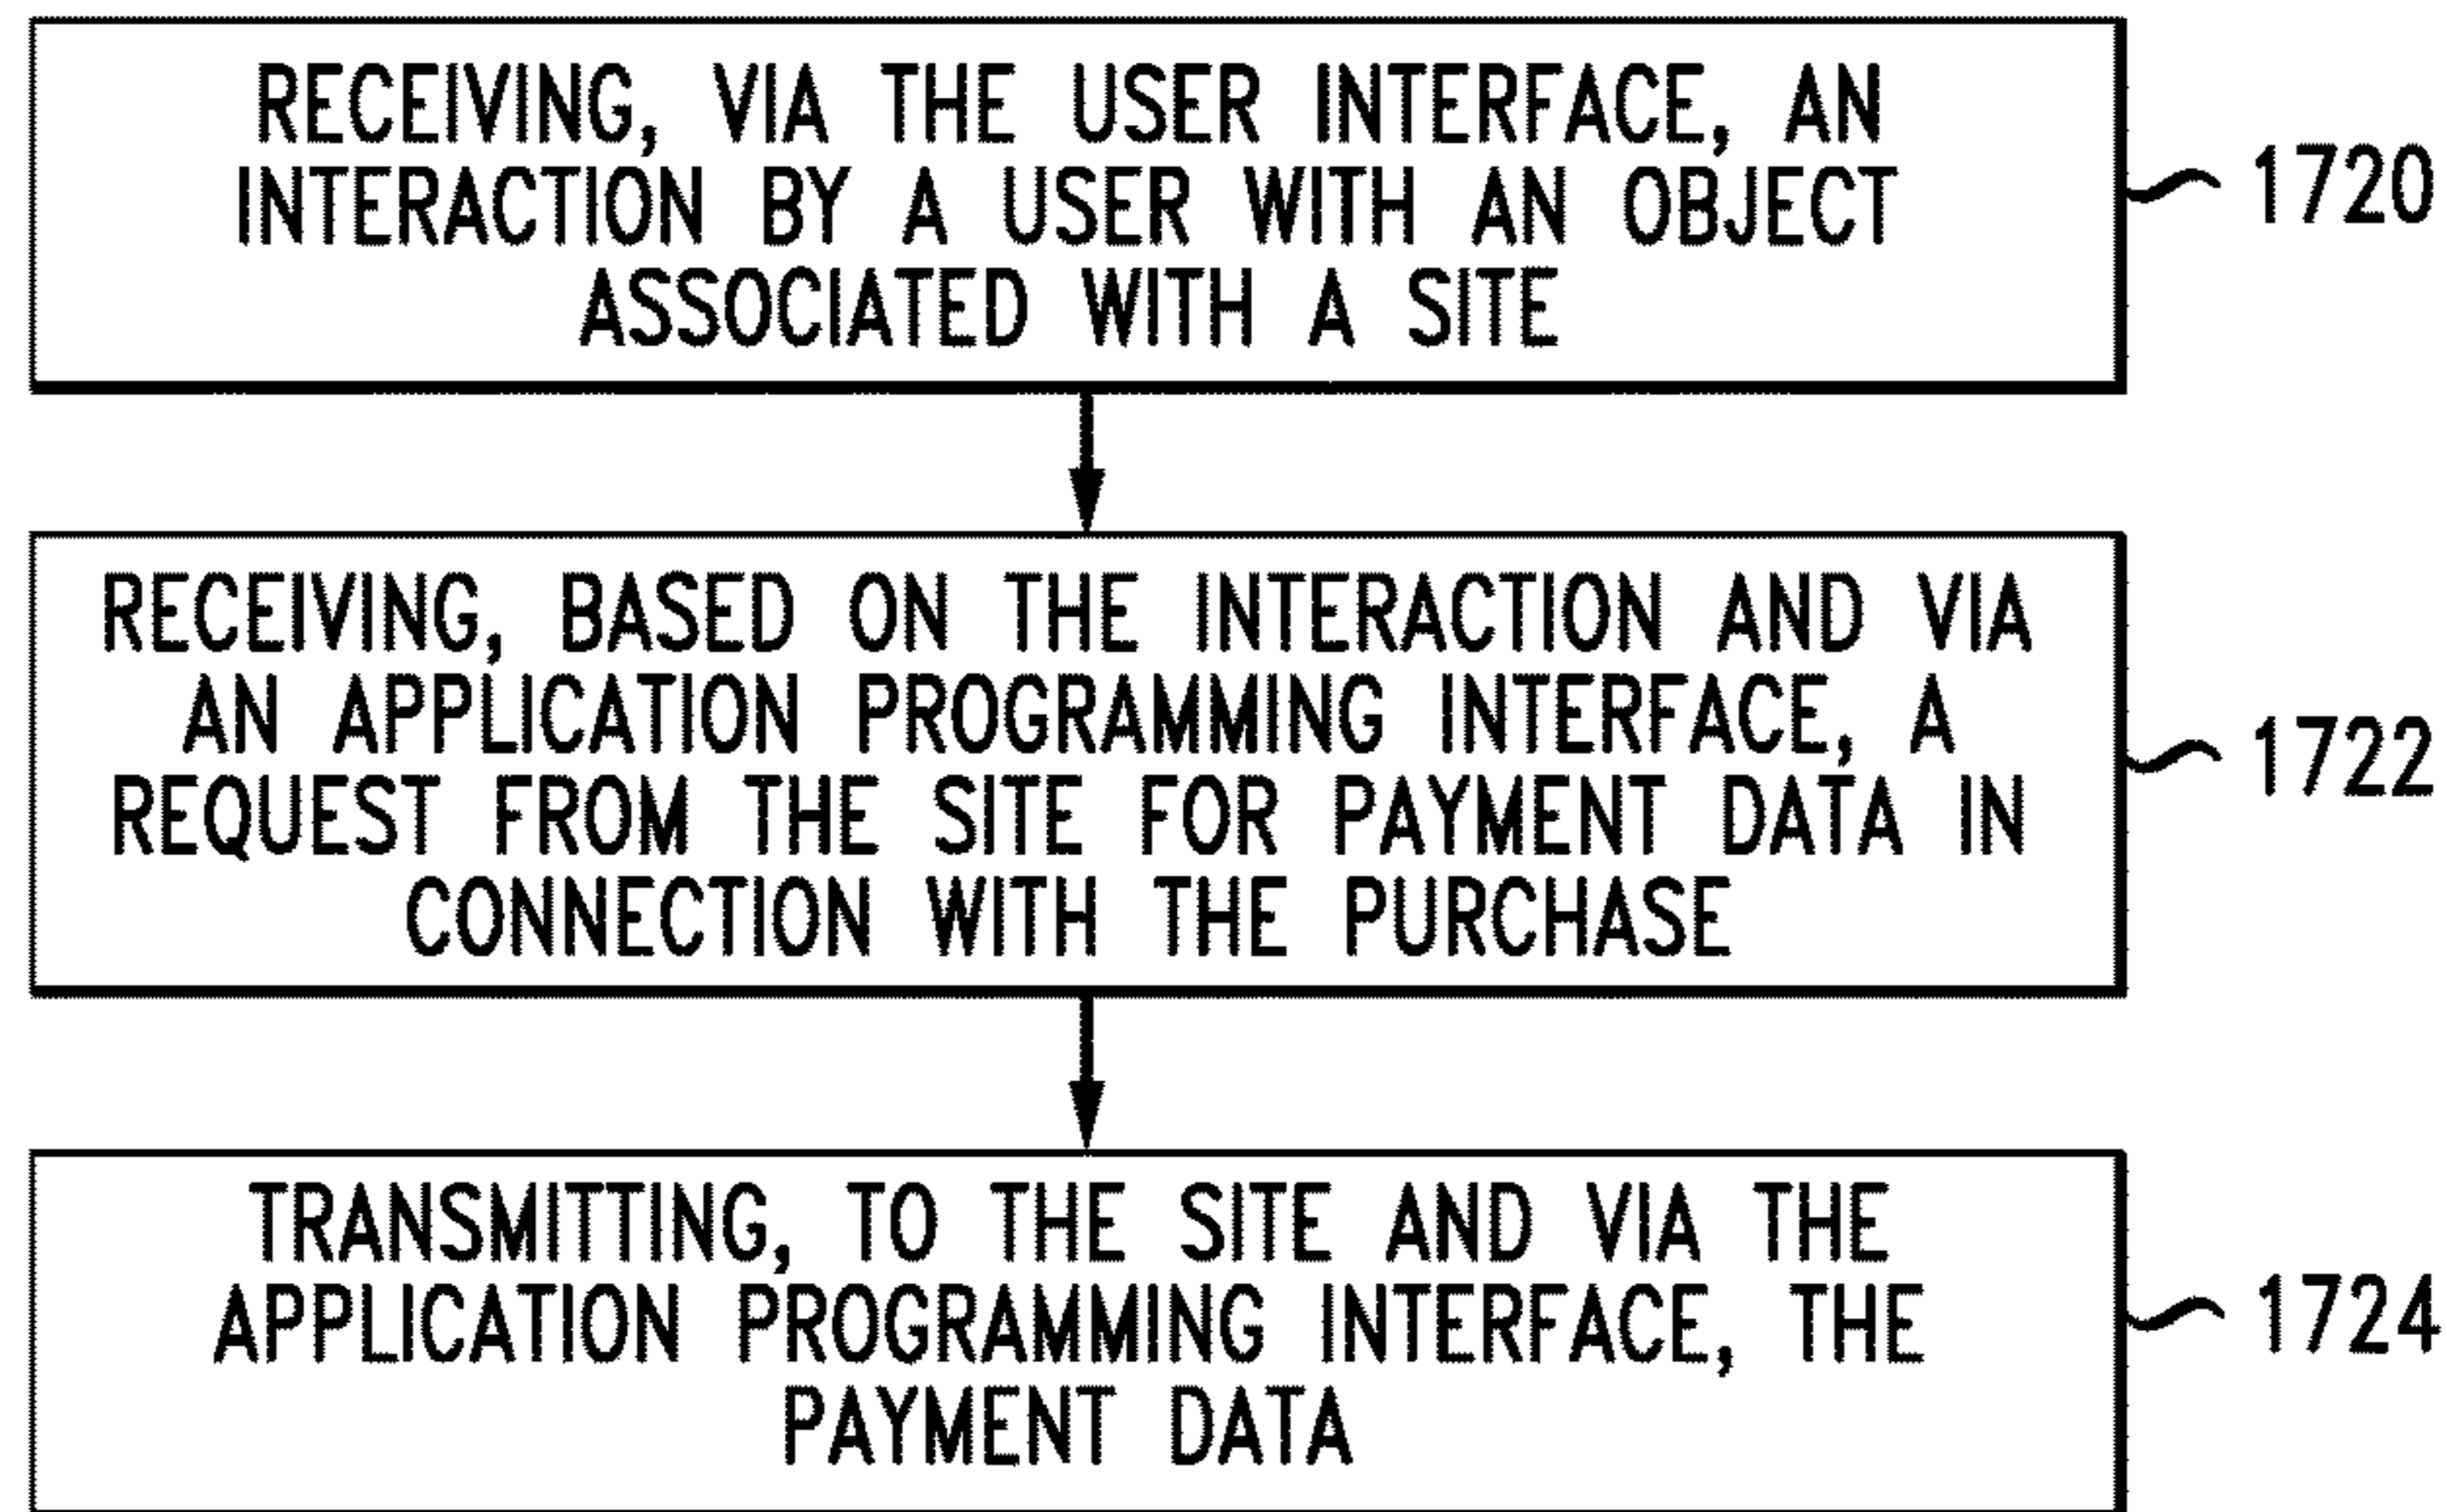 RECEIVING, VIA THE USER INTERFACE, AN
INTERACTION BY A USER WITH AN OBJECT
ASSOCIATED WITH A SITE
1720
RECEIVING, BASED ON THE INTERACTION AND VIA
AN APPLICATION PROGRAMMING INTERFACE, A
REQUEST FROM THE SITE FOR PAYMENT DATA IN
CONNECTION WITH THE PURCHASE
1722
TRANSMITTING, TO THE SITE AND VIA THE
APPLICATION PROGRAMMING INTERFACE, THE
PAYMENT DATA
1724